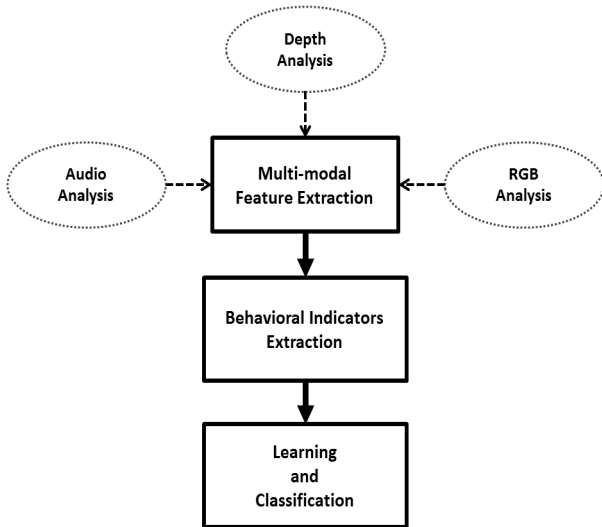 Depth
Analysis
Audio
Analysis
Multi-modal
Feature Extraction
RGB
Analysis
Behavioral Indicators
Extraction
Learning
and
Classification